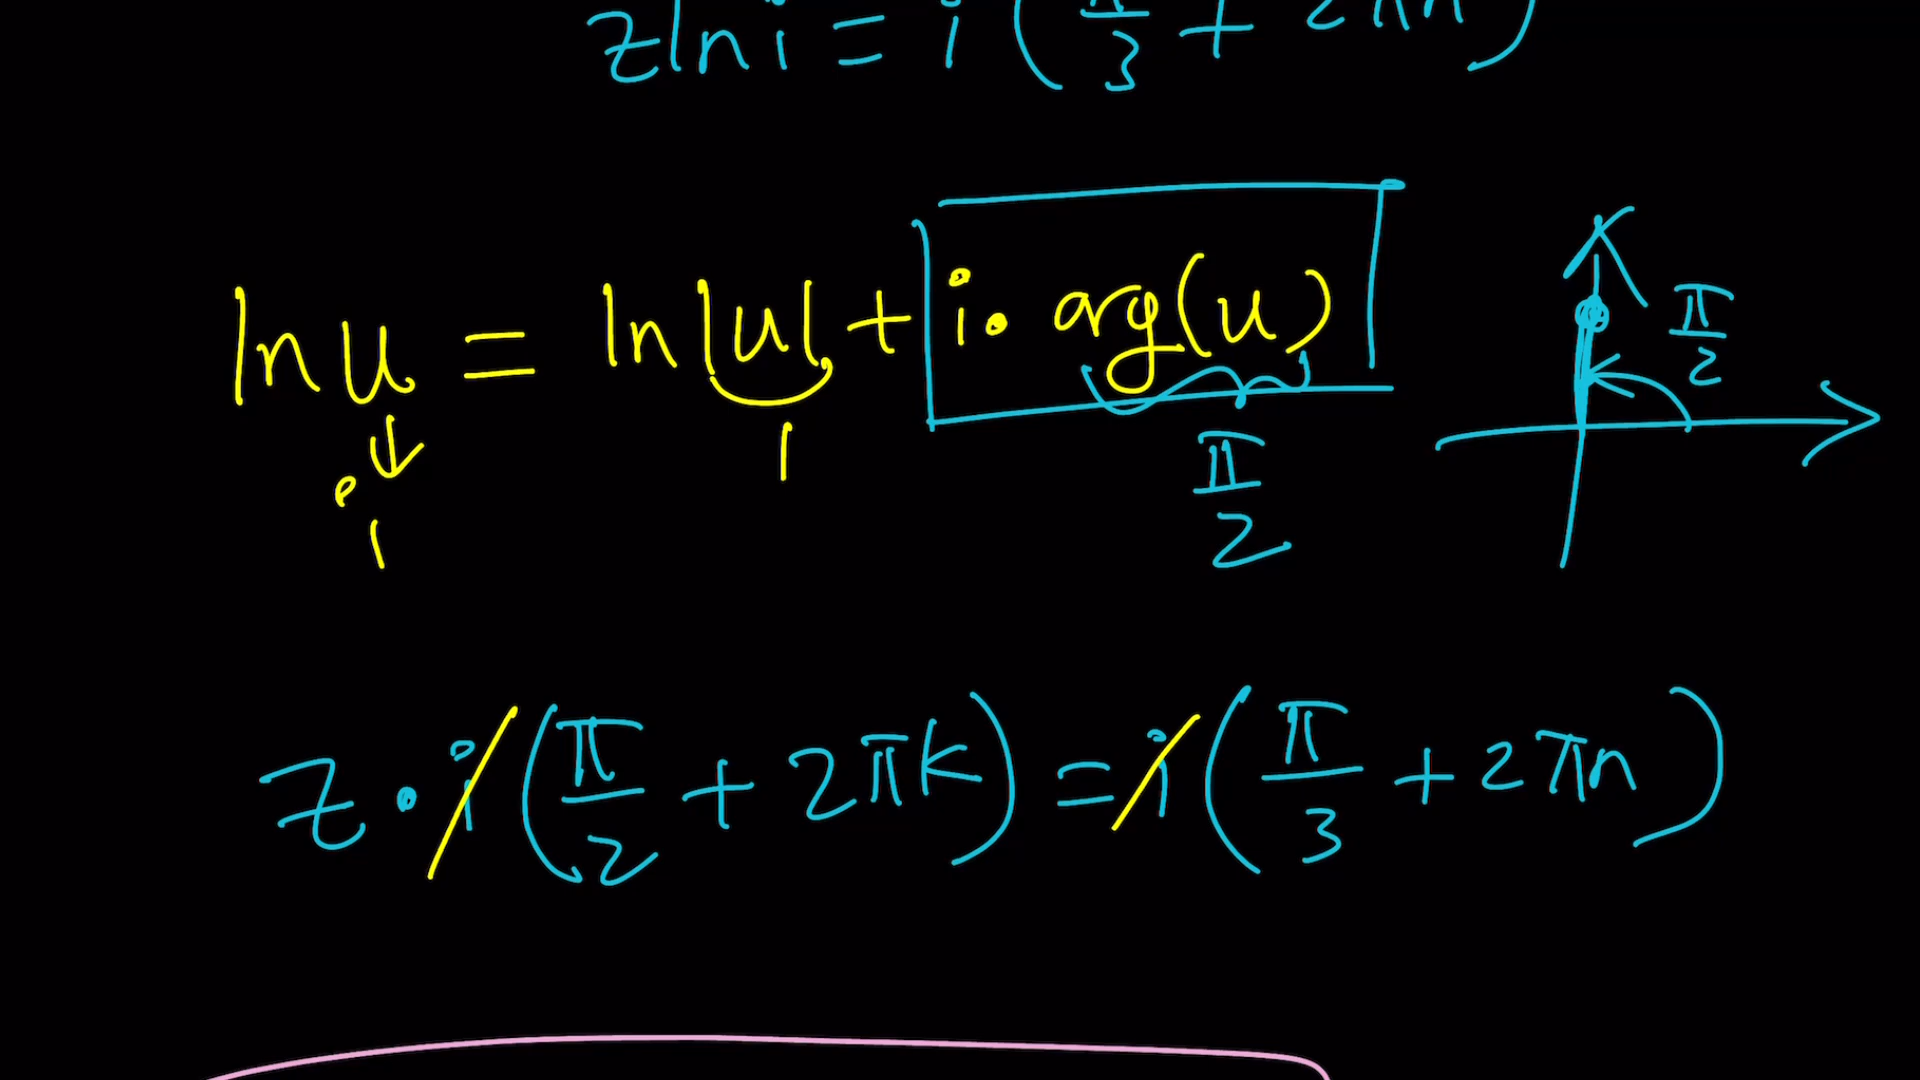 z ln i = i (π/3 + 2πn)
ln u = ln|u| + i · arg(u)
π/2
i
1
π/2
z · i (π/2 + 2πk) = i (π/3 + 2πn)